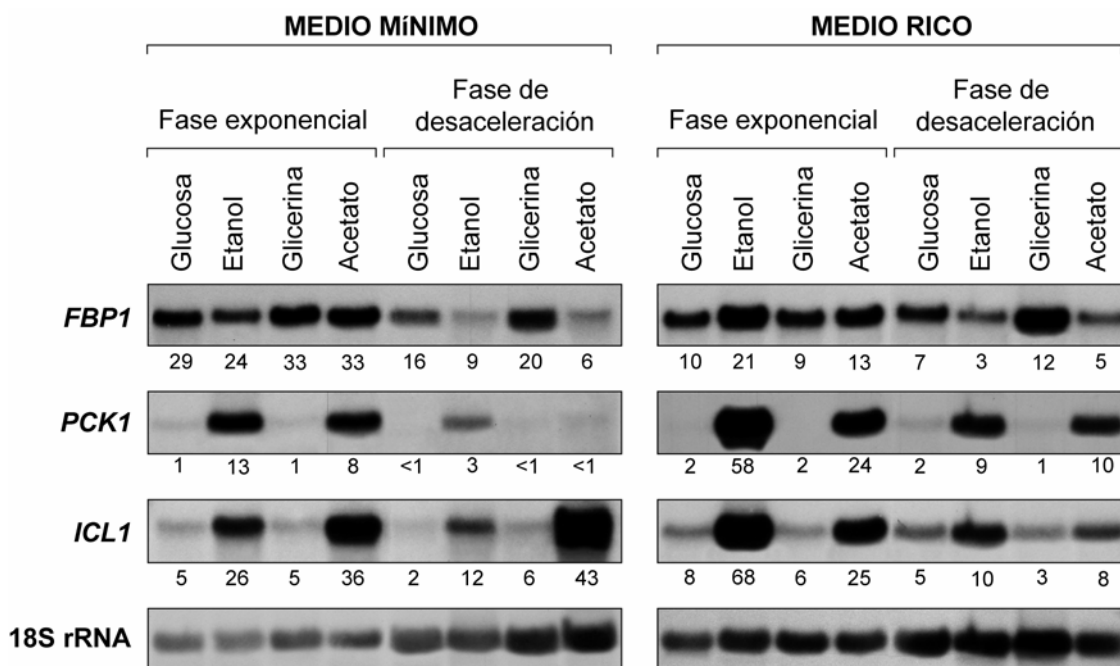 MEDIO MíNIMO
MEDIO RICO
Fase exponencial
Fase de
desaceleración
Fase exponencial
Fase de
desaceleración
Glucosa
Etanol
Glicerina
Acetato
Glucosa
Etanol
Glicerina
Acetato
Glucosa
Etanol
Glicerina
Acetato
Glucosa
Etanol
Glicerina
Acetato
FBP1
29 24 33 33 16 9 20 6 10 21 9 13 7 3 12 5
PCK1
1 13 1 8 <1 3 <1 <1 2 58 2 24 2 9 1 10
ICL1
5 26 5 36 2 12 6 43 8 68 6 25 5 10 3 8
18S rRNA